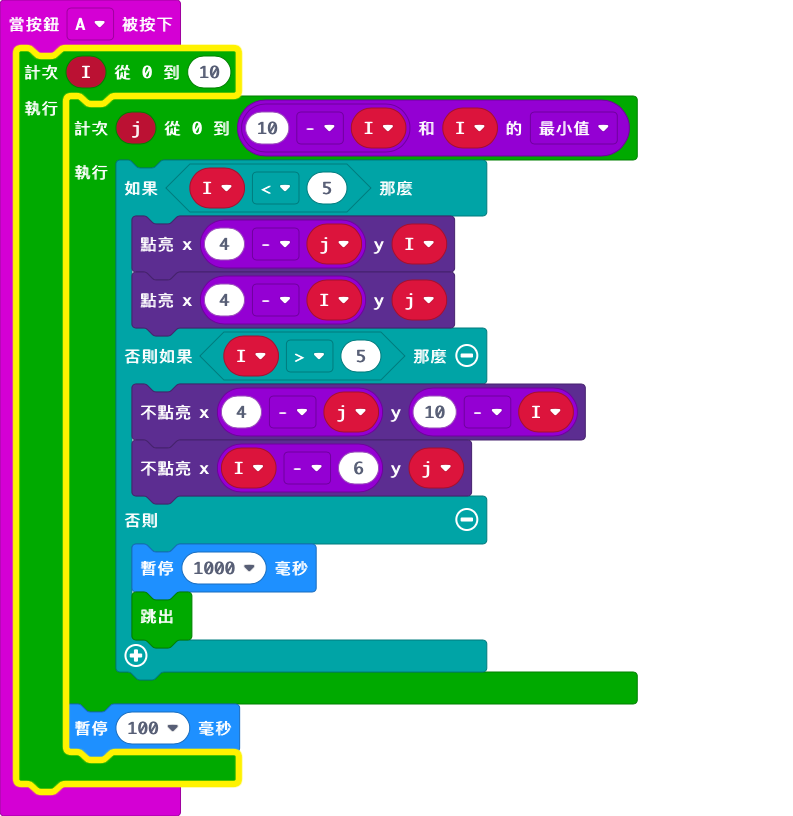 當按鈕 A 被按下
計次 I 從 0 到 10
執行
計次 j 從 0 到 10 - I 和 I 的 最小值
執行
如果 I < 5 那麼
點亮 x 4 - j y I
點亮 x 4 - I y j
否則如果 I > 5 那麼
不點亮 x 4 - j y 10 - I
不點亮 x I - 6 y j
否則
暫停 1000 毫秒
跳出
暫停 100 毫秒